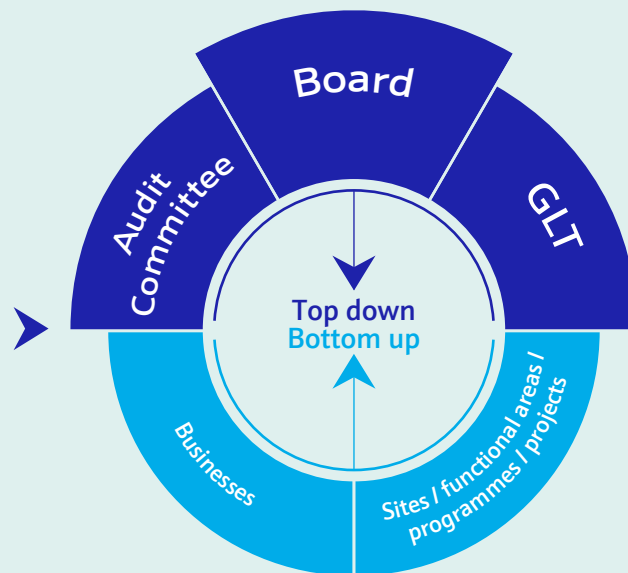 Board
Audit
Committee
GLT
Top down
Bottom up
Businesses
Sites / functional areas /
programmes / projects